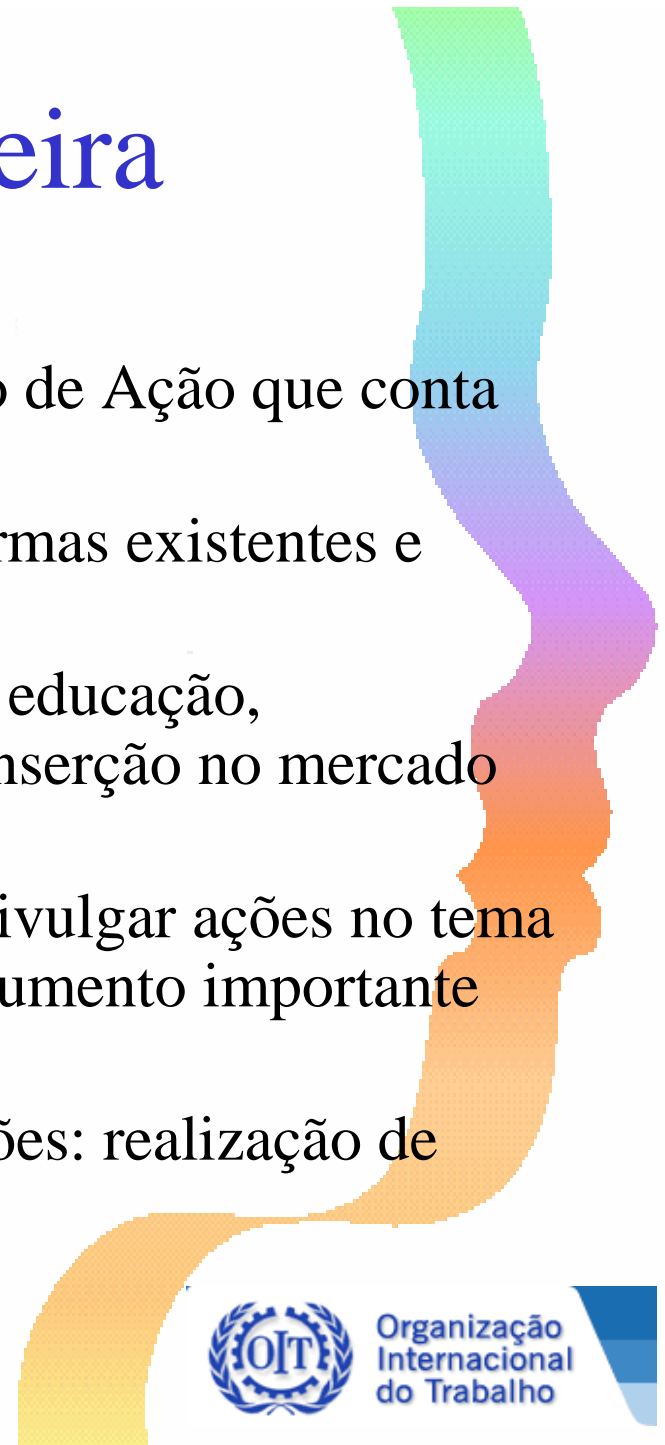 eira
o de Ação que conta
rmas existentes e
educação,
nserção no mercado
ivulgar ações no tema
umento importante
ões: realização de
OIT
Organização
Internacional
do Trabalho